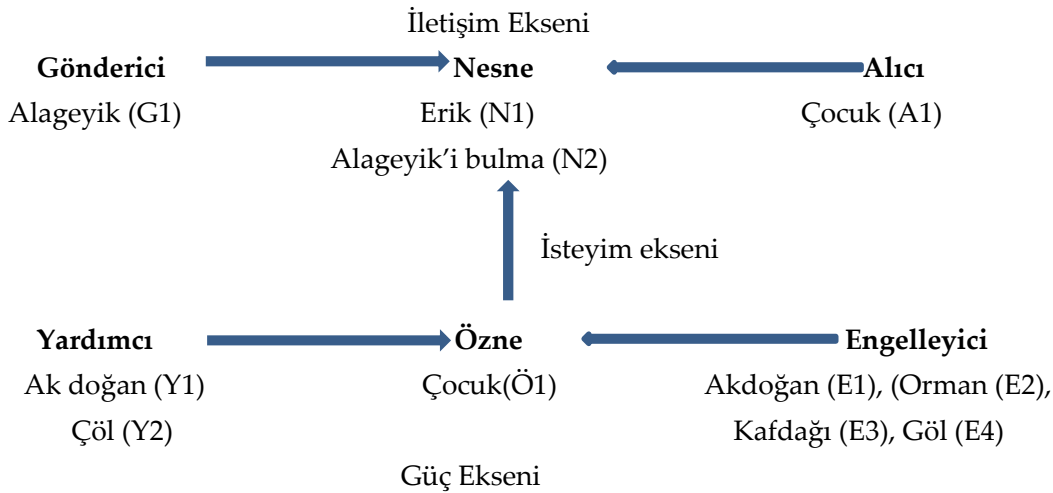 İletişim Ekseni
Gönderici Nesne Alıcı
Alageyik (G1) Erik (N1) Çocuk (A1)
Alageyik’i bulma (N2)
İsteyim ekseni
Yardımcı Özne Engelleyici
Ak doğan (Y1) Çocuk(Ö1) Akdoğan (E1), (Orman (E2),
Çöl (Y2) Kafdağı (E3), Göl (E4)
Güç Ekseni